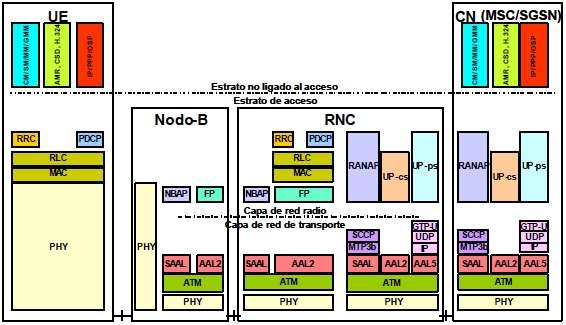 UE
CN (MSC/SGSN)
CM/SM/MM/GMM
AMR, CSD, H.324
IP/PPP/OSP
CM/SM/MM/GMM
AMR, CSD, H.324
IP/PPP/OSP
Estrato no ligado al acceso
Estrato de acceso
Nodo-B
RNC
RRC
PDCP
RLC
MAC
PHY
PHY
NBAP
FP
RRC
PDCP
RLC
MAC
NBAP
FP
RANAP
UP-cs
UP-ps
RANAP
UP-cs
UP-ps
Capa de red radio
Capa de red de transporte
SAAL
AAL2
ATM
PHY
SAAL
AAL2
ATM
PHY
SCCP
MTP3b
GTP-U
UDP
IP
SAAL
AAL2
AAL5
ATM
PHY
SCCP
MTP3b
GTP-U
UDP
IP
SAAL
AAL2
AAL5
ATM
PHY